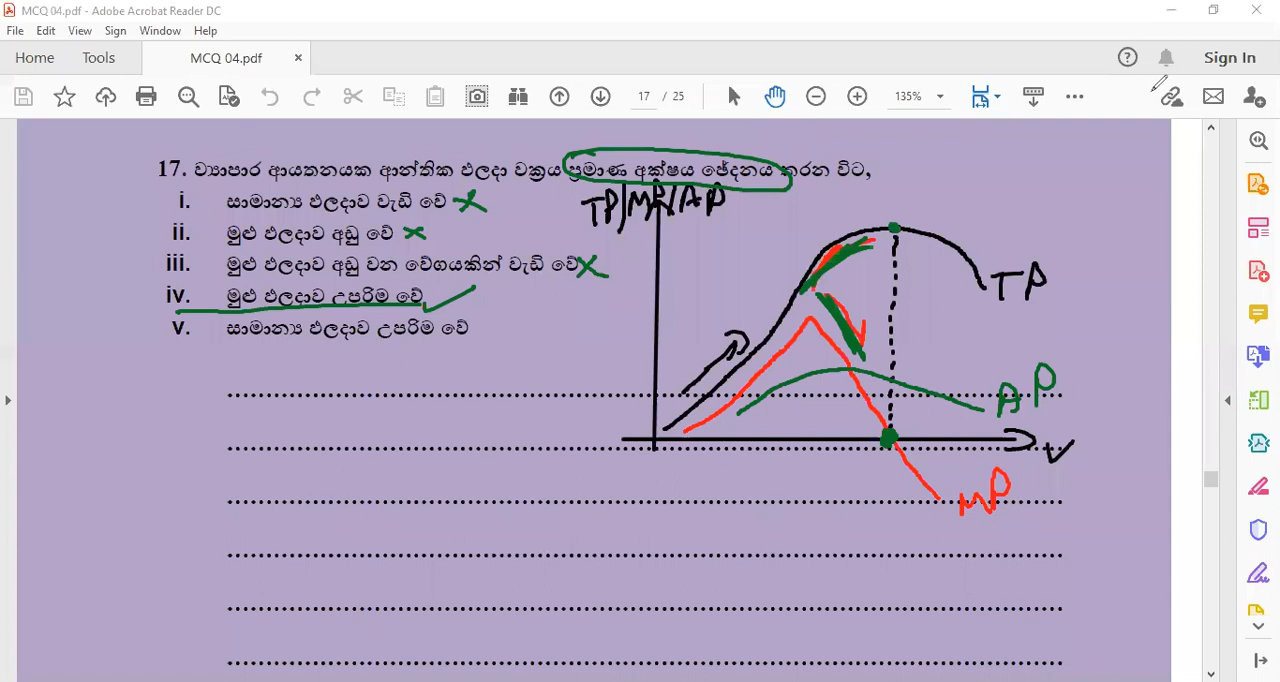 MCQ 04.pdf - Adobe Acrobat Reader DC
File Edit View Sign Window Help
Home Tools MCQ 04.pdf × Sign In
17 / 25 135%
17. ව්‍යාපාර ආයතනයක ආන්තික ඵලදා වක්‍රය ප්‍රමාණ අක්ෂය ඡේදනය කරන විට,
i. සාමාන්‍ය ඵලදාව වැඩි වේ
ii. මුළු ඵලදාව අඩු වේ
iii. මුළු ඵලදාව අඩු වන වේගයකින් වැඩි වේ
iv. මුළු ඵලදාව උපරිම වේ
v. සාමාන්‍ය ඵලදාව උපරිම වේ
TP/MP/AP
TP
AP
V
MP